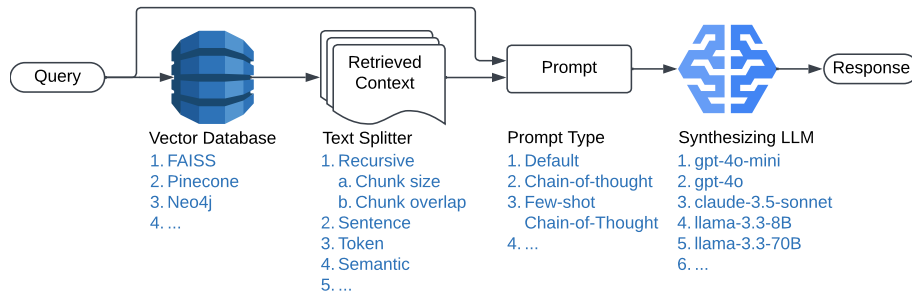 Query
Retrieved
Context
Prompt
Response
Vector Database
1. FAISS
2. Pinecone
3. Neo4j
4. ...
Text Splitter
1. Recursive
a. Chunk size
b. Chunk overlap
2. Sentence
3. Token
4. Semantic
5. ...
Prompt Type
1. Default
2. Chain-of-thought
3. Few-shot
Chain-of-Thought
4. ...
Synthesizing LLM
1. gpt-4o-mini
2. gpt-4o
3. claude-3.5-sonnet
4. llama-3.3-8B
5. llama-3.3-70B
6. ...